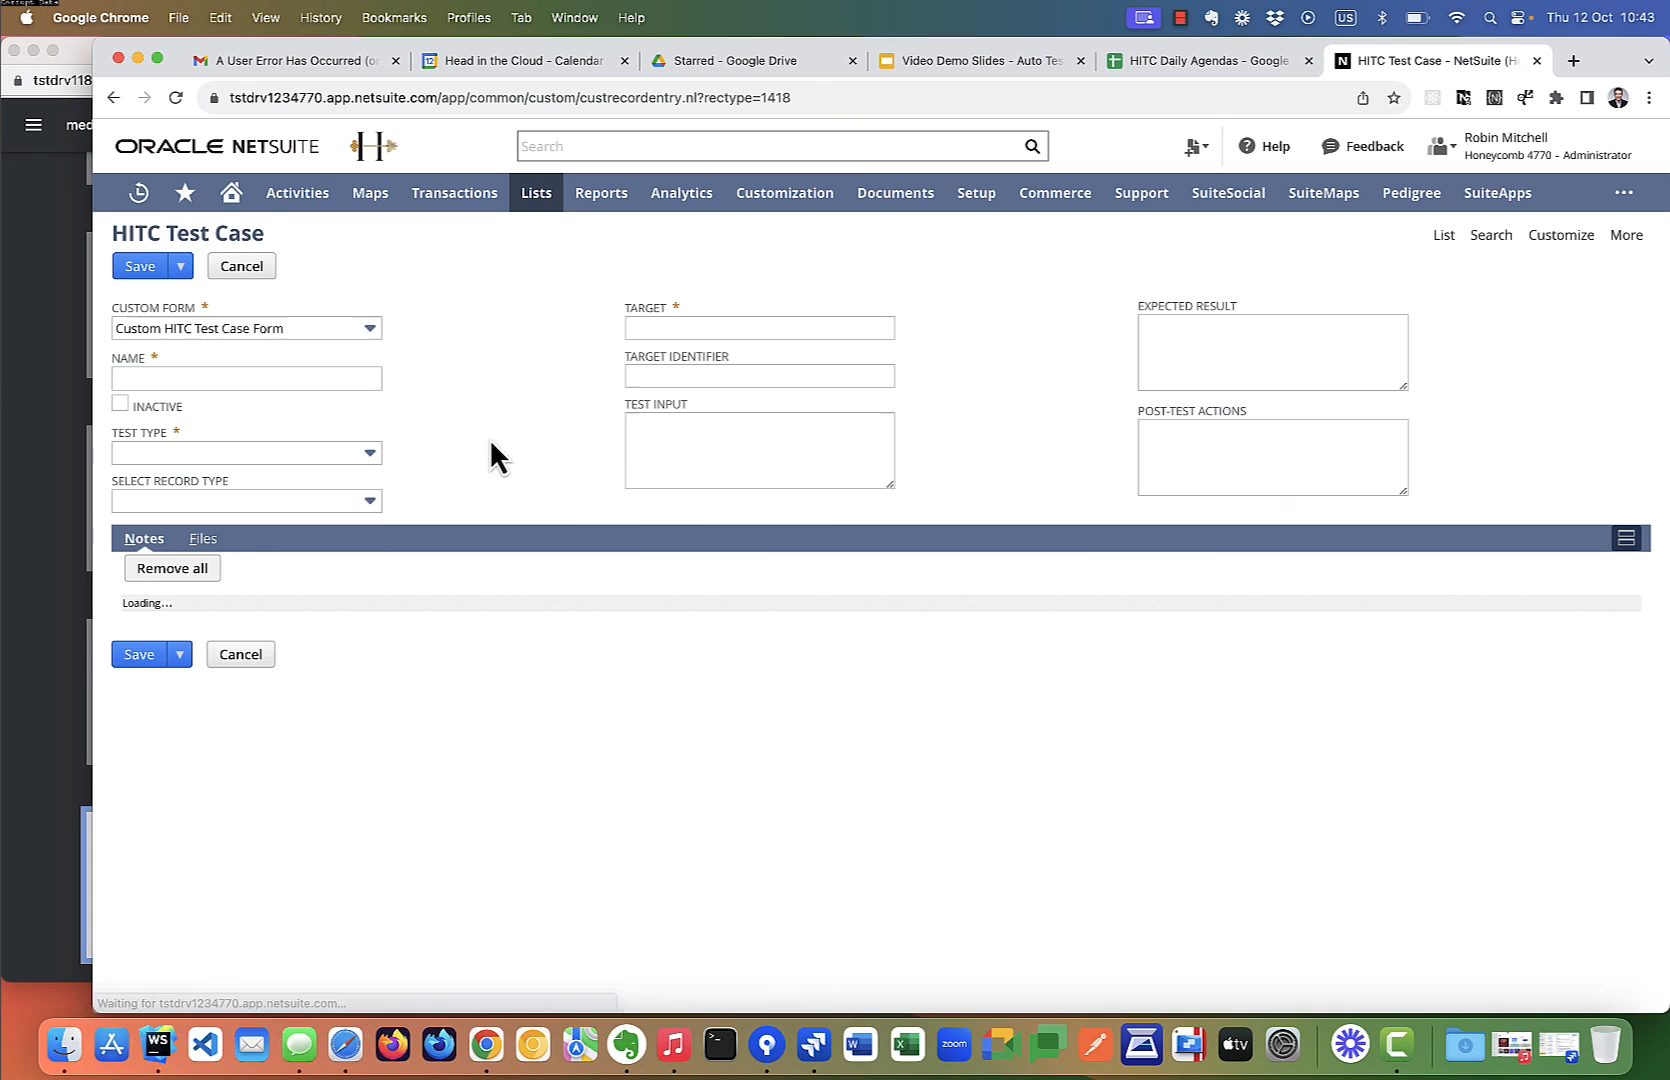 Google Chrome File Edit View History Bookmarks Profiles Tab Window Help US Thu 12 Oct 10:43
A User Error Has Occurred (o
Head in the Cloud - Calendar
Starred - Google Drive
Video Demo Slides - Auto Tes
HITC Daily Agendas - Google
HITC Test Case - NetSuite (H
tstdrv118
tstdrv1234770.app.netsuite.com/app/common/custom/custrecordentry.nl?rectype=1418
med
ORACLE NETSUITE
H
Search
Help
Feedback
Robin Mitchell
Honeycomb 4770 - Administrator
Activities Maps Transactions Lists Reports Analytics Customization Documents Setup Commerce Support SuiteSocial SuiteMaps Pedigree SuiteApps
HITC Test Case
List Search Customize More
Save Cancel
CUSTOM FORM *
Custom HITC Test Case Form
NAME *
INACTIVE
TEST TYPE *
SELECT RECORD TYPE
TARGET *
TARGET IDENTIFIER
TEST INPUT
EXPECTED RESULT
POST-TEST ACTIONS
Notes Files
Remove all
Loading...
Save Cancel
Waiting for tstdrv1234770.app.netsuite.com...
WS
W
X
zoom
tv